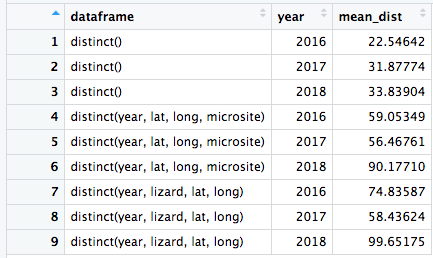 dataframe year mean_dist
1 distinct() 2016 22.54642
2 distinct() 2017 31.87774
3 distinct() 2018 33.83904
4 distinct(year, lat, long, microsite) 2016 59.05349
5 distinct(year, lat, long, microsite) 2017 56.46761
6 distinct(year, lat, long, microsite) 2018 90.17710
7 distinct(year, lizard, lat, long) 2016 74.83587
8 distinct(year, lizard, lat, long) 2017 58.43624
9 distinct(year, lizard, lat, long) 2018 99.65175